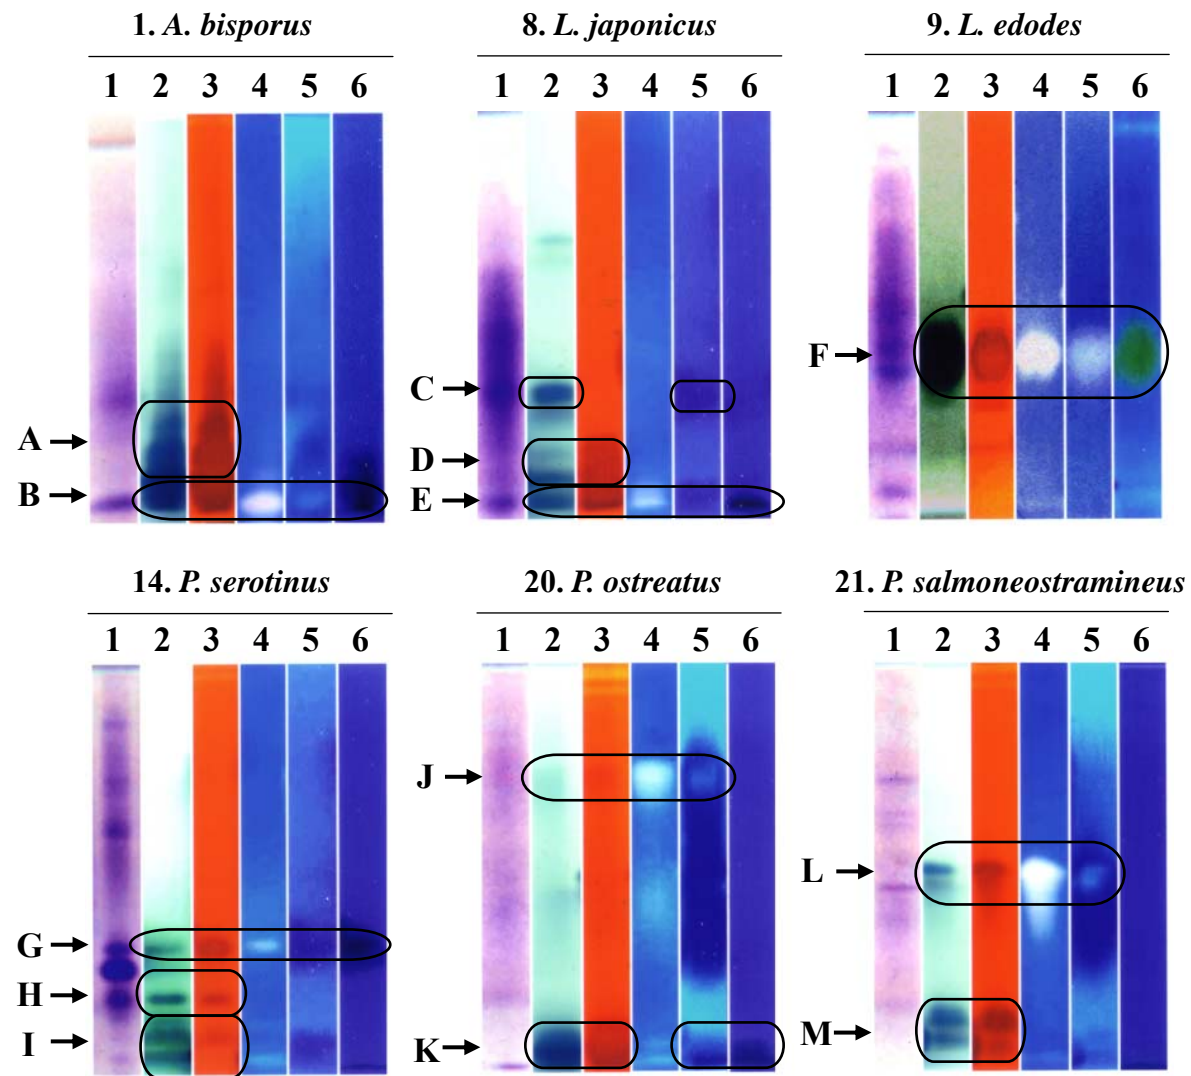 1. A. bisporus
8. L. japonicus
9. L. edodes
1 2 3 4 5 6
1 2 3 4 5 6
1 2 3 4 5 6
A
B
C
D
E
F
14. P. serotinus
20. P. ostreatus
21. P. salmoneostramineus
1 2 3 4 5 6
1 2 3 4 5 6
1 2 3 4 5 6
G
H
I
J
K
L
M